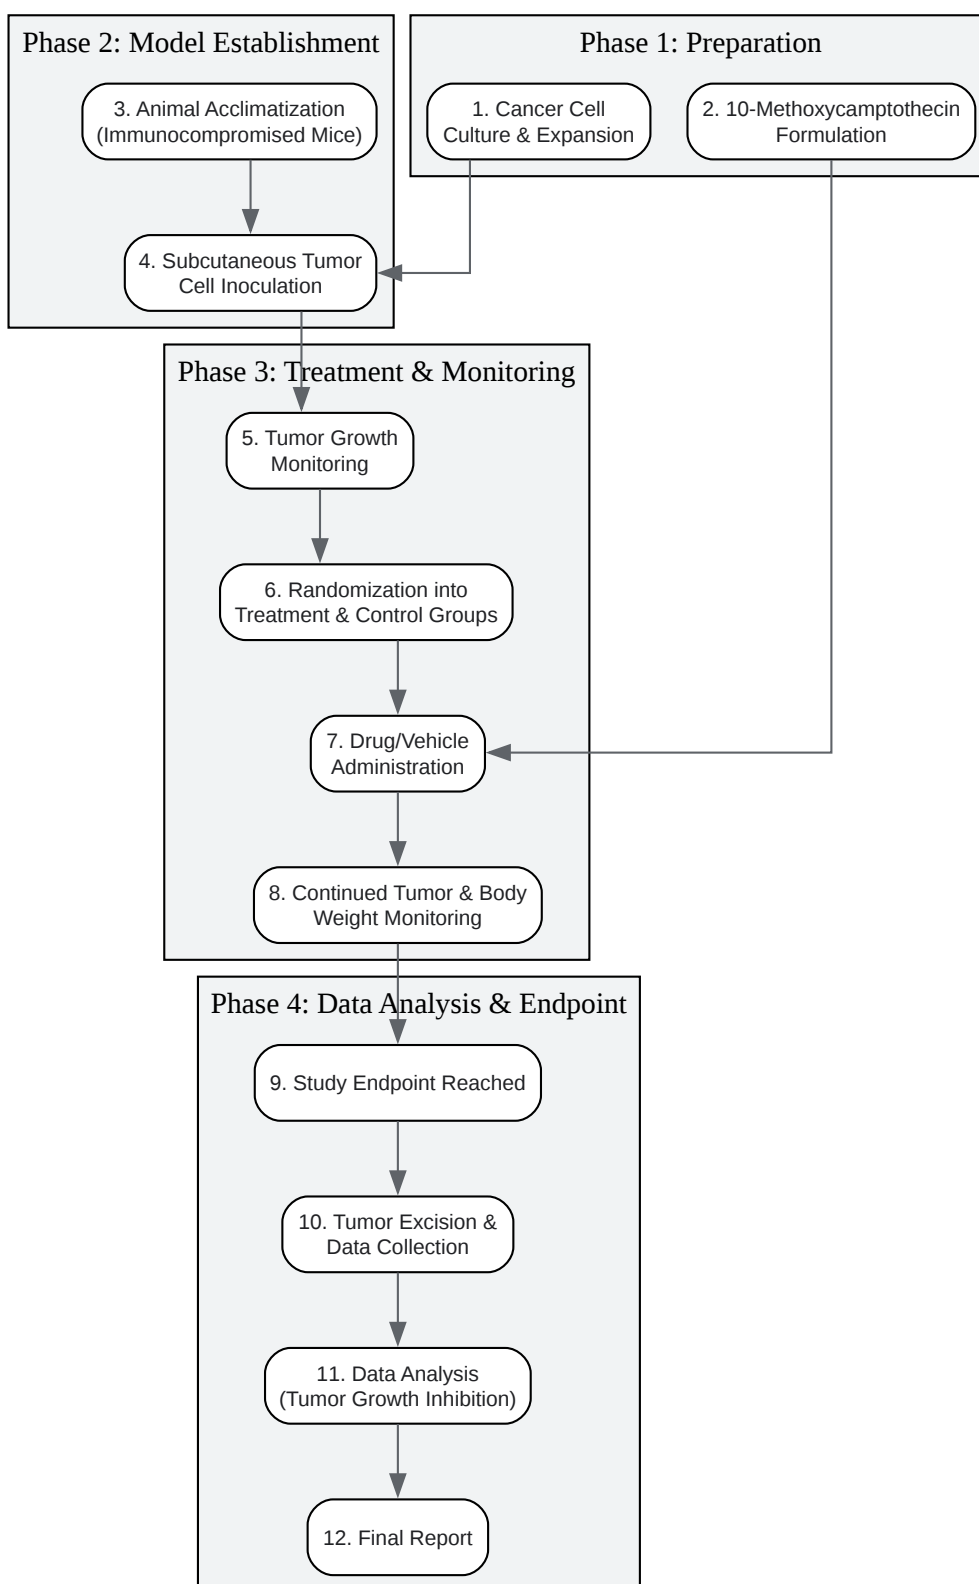 Phase 2: Model Establishment
3. Animal Acclimatization
(Immunocompromised Mice)
4. Subcutaneous Tumor
Cell Inoculation
Phase 1: Preparation
1. Cancer Cell
Culture & Expansion
2. 10-Methoxycamptothecin
Formulation
Phase 3: Treatment & Monitoring
5. Tumor Growth
Monitoring
6. Randomization into
Treatment & Control Groups
7. Drug/Vehicle
Administration
8. Continued Tumor & Body
Weight Monitoring
Phase 4: Data Analysis & Endpoint
9. Study Endpoint Reached
10. Tumor Excision &
Data Collection
11. Data Analysis
(Tumor Growth Inhibition)
12. Final Report